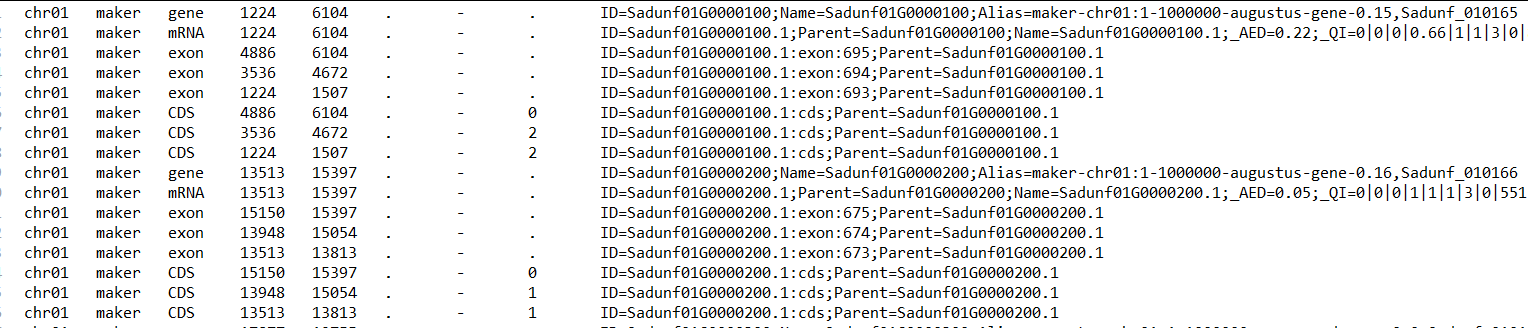 chr01 maker gene 1224 6104 . - . ID=Sadunf01G0000100;Name=Sadunf01G0000100;Alias=maker-chr01:1-1000000-augustus-gene-0.15,Sadunf_010165
chr01 maker mRNA 1224 6104 . - . ID=Sadunf01G0000100.1;Parent=Sadunf01G0000100;Name=Sadunf01G0000100.1;_AED=0.22;_QI=0|0|0|0.66|1|1|3|0|
chr01 maker exon 4886 6104 . - . ID=Sadunf01G0000100.1:exon:695;Parent=Sadunf01G0000100.1
chr01 maker exon 3536 4672 . - . ID=Sadunf01G0000100.1:exon:694;Parent=Sadunf01G0000100.1
chr01 maker exon 1224 1507 . - . ID=Sadunf01G0000100.1:exon:693;Parent=Sadunf01G0000100.1
chr01 maker CDS 4886 6104 . - 0 ID=Sadunf01G0000100.1:cds;Parent=Sadunf01G0000100.1
chr01 maker CDS 3536 4672 . - 2 ID=Sadunf01G0000100.1:cds;Parent=Sadunf01G0000100.1
chr01 maker CDS 1224 1507 . - 2 ID=Sadunf01G0000100.1:cds;Parent=Sadunf01G0000100.1
chr01 maker gene 13513 15397 . - . ID=Sadunf01G0000200;Name=Sadunf01G0000200;Alias=maker-chr01:1-1000000-augustus-gene-0.16,Sadunf_010166
chr01 maker mRNA 13513 15397 . - . ID=Sadunf01G0000200.1;Parent=Sadunf01G0000200;Name=Sadunf01G0000200.1;_AED=0.05;_QI=0|0|0|1|1|1|3|0|551
chr01 maker exon 15150 15397 . - . ID=Sadunf01G0000200.1:exon:675;Parent=Sadunf01G0000200.1
chr01 maker exon 13948 15054 . - . ID=Sadunf01G0000200.1:exon:674;Parent=Sadunf01G0000200.1
chr01 maker exon 13513 13813 . - . ID=Sadunf01G0000200.1:exon:673;Parent=Sadunf01G0000200.1
chr01 maker CDS 15150 15397 . - 0 ID=Sadunf01G0000200.1:cds;Parent=Sadunf01G0000200.1
chr01 maker CDS 13948 15054 . - 1 ID=Sadunf01G0000200.1:cds;Parent=Sadunf01G0000200.1
chr01 maker CDS 13513 13813 . - 1 ID=Sadunf01G0000200.1:cds;Parent=Sadunf01G0000200.1